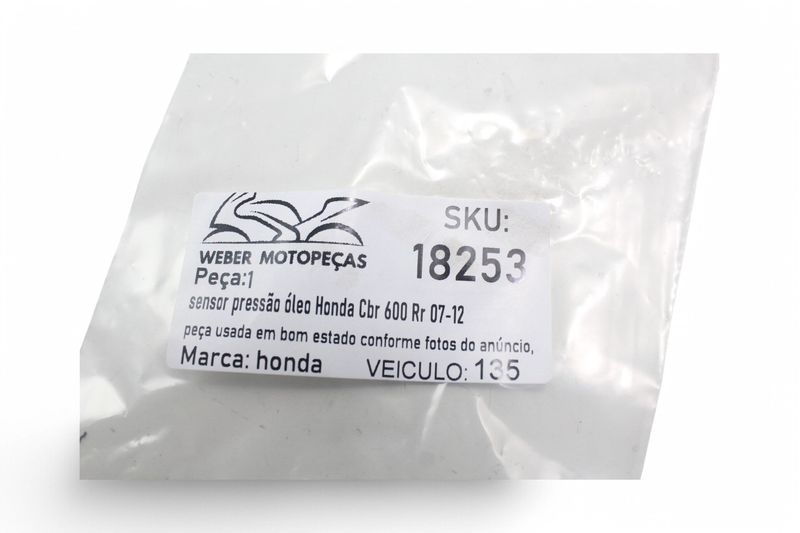 WEBER MOTOPEÇAS
SKU:
18253
Peça:1
sensor pressão óleo Honda Cbr 600 Rr 07-12
peça usada em bom estado conforme fotos do anúncio,
Marca: honda
VEICULO: 135